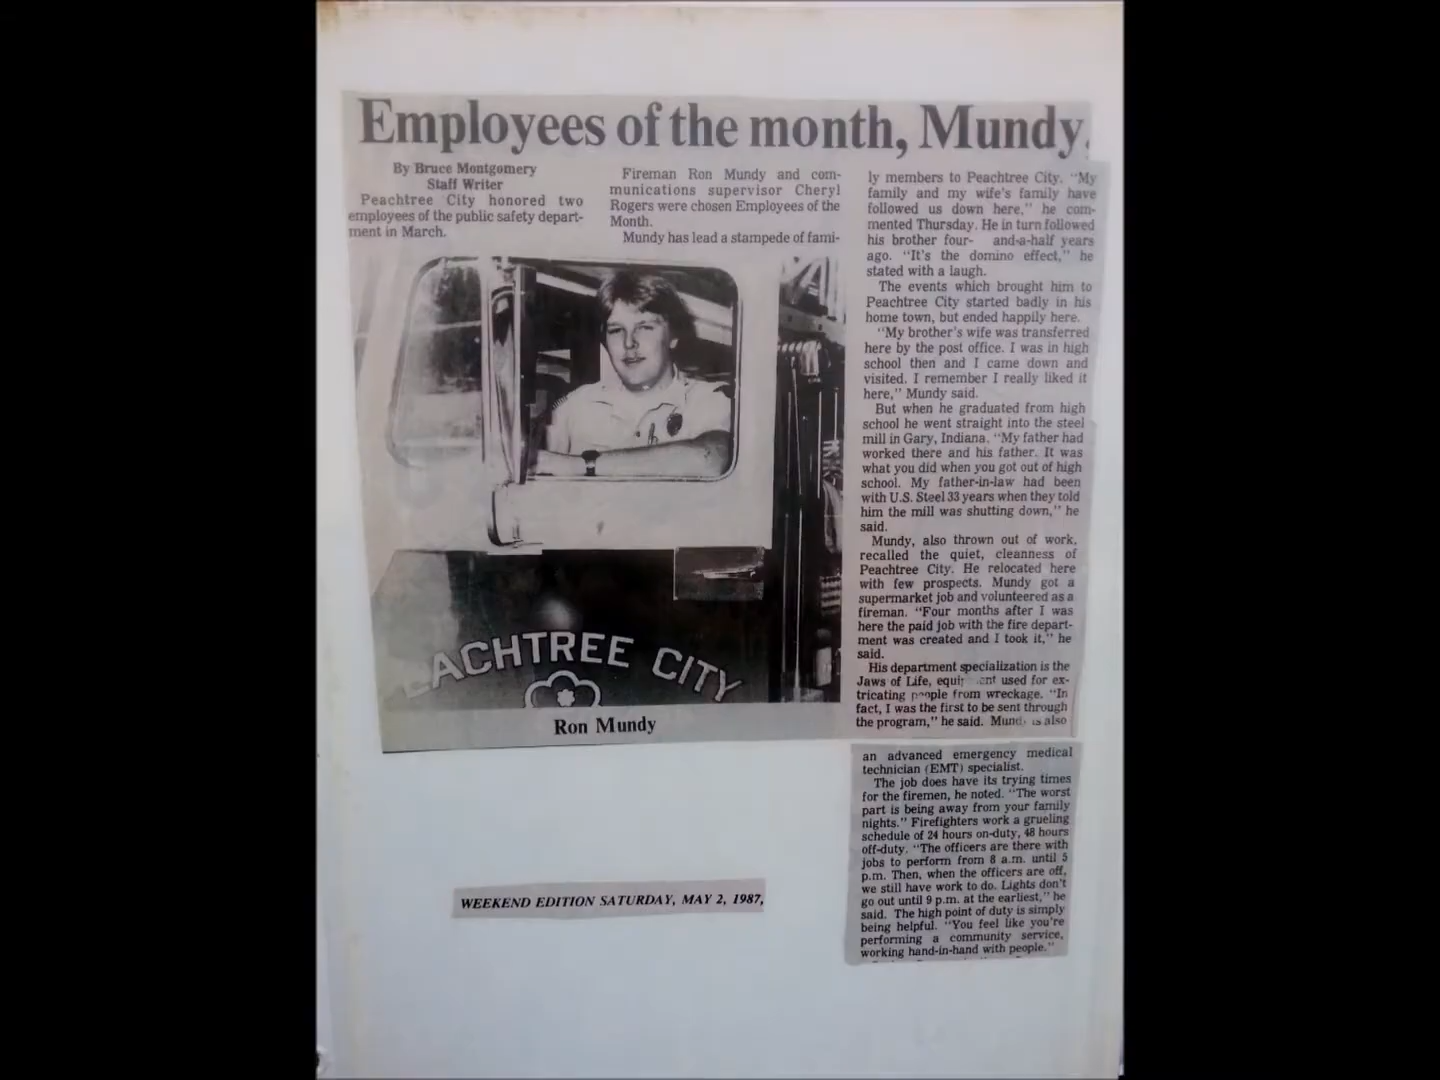 Employees of the month, Mundy,
By Bruce Montgomery
Staff Writer
Peachtree City honored two
employees of the public safety depart-
ment in March.
Fireman Ron Mundy and com-
munications supervisor Cheryl
Rogers were chosen Employees of the
Month.
Mundy has lead a stampede of fami-
ly members to Peachtree City. "My
family and my wife's family have
followed us down here," he com-
mented Thursday. He in turn followed
his brother four- and-a-half years
ago. "It's the domino effect," he
stated with a laugh.
The events which brought him to
Peachtree City started badly in his
home town, but ended happily here.
"My brother's wife was transferred
here by the post office. I was in high
school then and I came down and
visited. I remember I really liked it
here," Mundy said.
But when he graduated from high
school he went straight into the steel
mill in Gary, Indiana. "My father had
worked there and his father. It was
what you did when you got out of high
school. My father-in-law had been
with U.S. Steel 33 years when they told
him the mill was shutting down," he
said.
Mundy, also thrown out of work,
recalled the quiet, cleanness of
Peachtree City. He relocated here
with few prospects. Mundy got a
supermarket job and volunteered as a
fireman. "Four months after I was
here the paid job with the fire depart-
ment was created and I took it," he
said.
His department specialization is the
Jaws of Life, equi ent used for ex-
tricating people from wreckage. "In
fact, I was the first to be sent through
the program," he said. Mund is also
an advanced emergency medical
technician (EMT) specialist.
The job does have its trying times
for the firemen, he noted. "The worst
part is being away from your family
nights." Firefighters work a grueling
schedule of 24 hours on-duty, 48 hours
off-duty. "The officers are there with
jobs to perform from 8 a.m. until 5
p.m. Then, when the officers are off,
we still have work to do. Lights don't
go out until 9 p.m. at the earliest," he
said. The high point of duty is simply
being helpful. "You feel like you're
performing a community service,
working hand-in-hand with people."
EACHTREE CITY
Ron Mundy
WEEKEND EDITION SATURDAY, MAY 2, 1987,